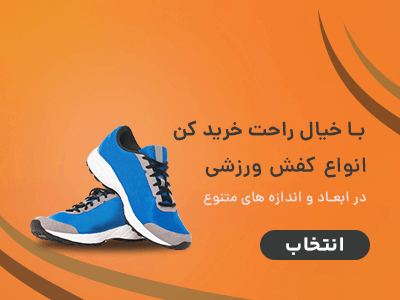 با خیال راحت خرید کن
انواع کفش ورزشی
در ابعاد و اندازه های متنوع
انتخاب